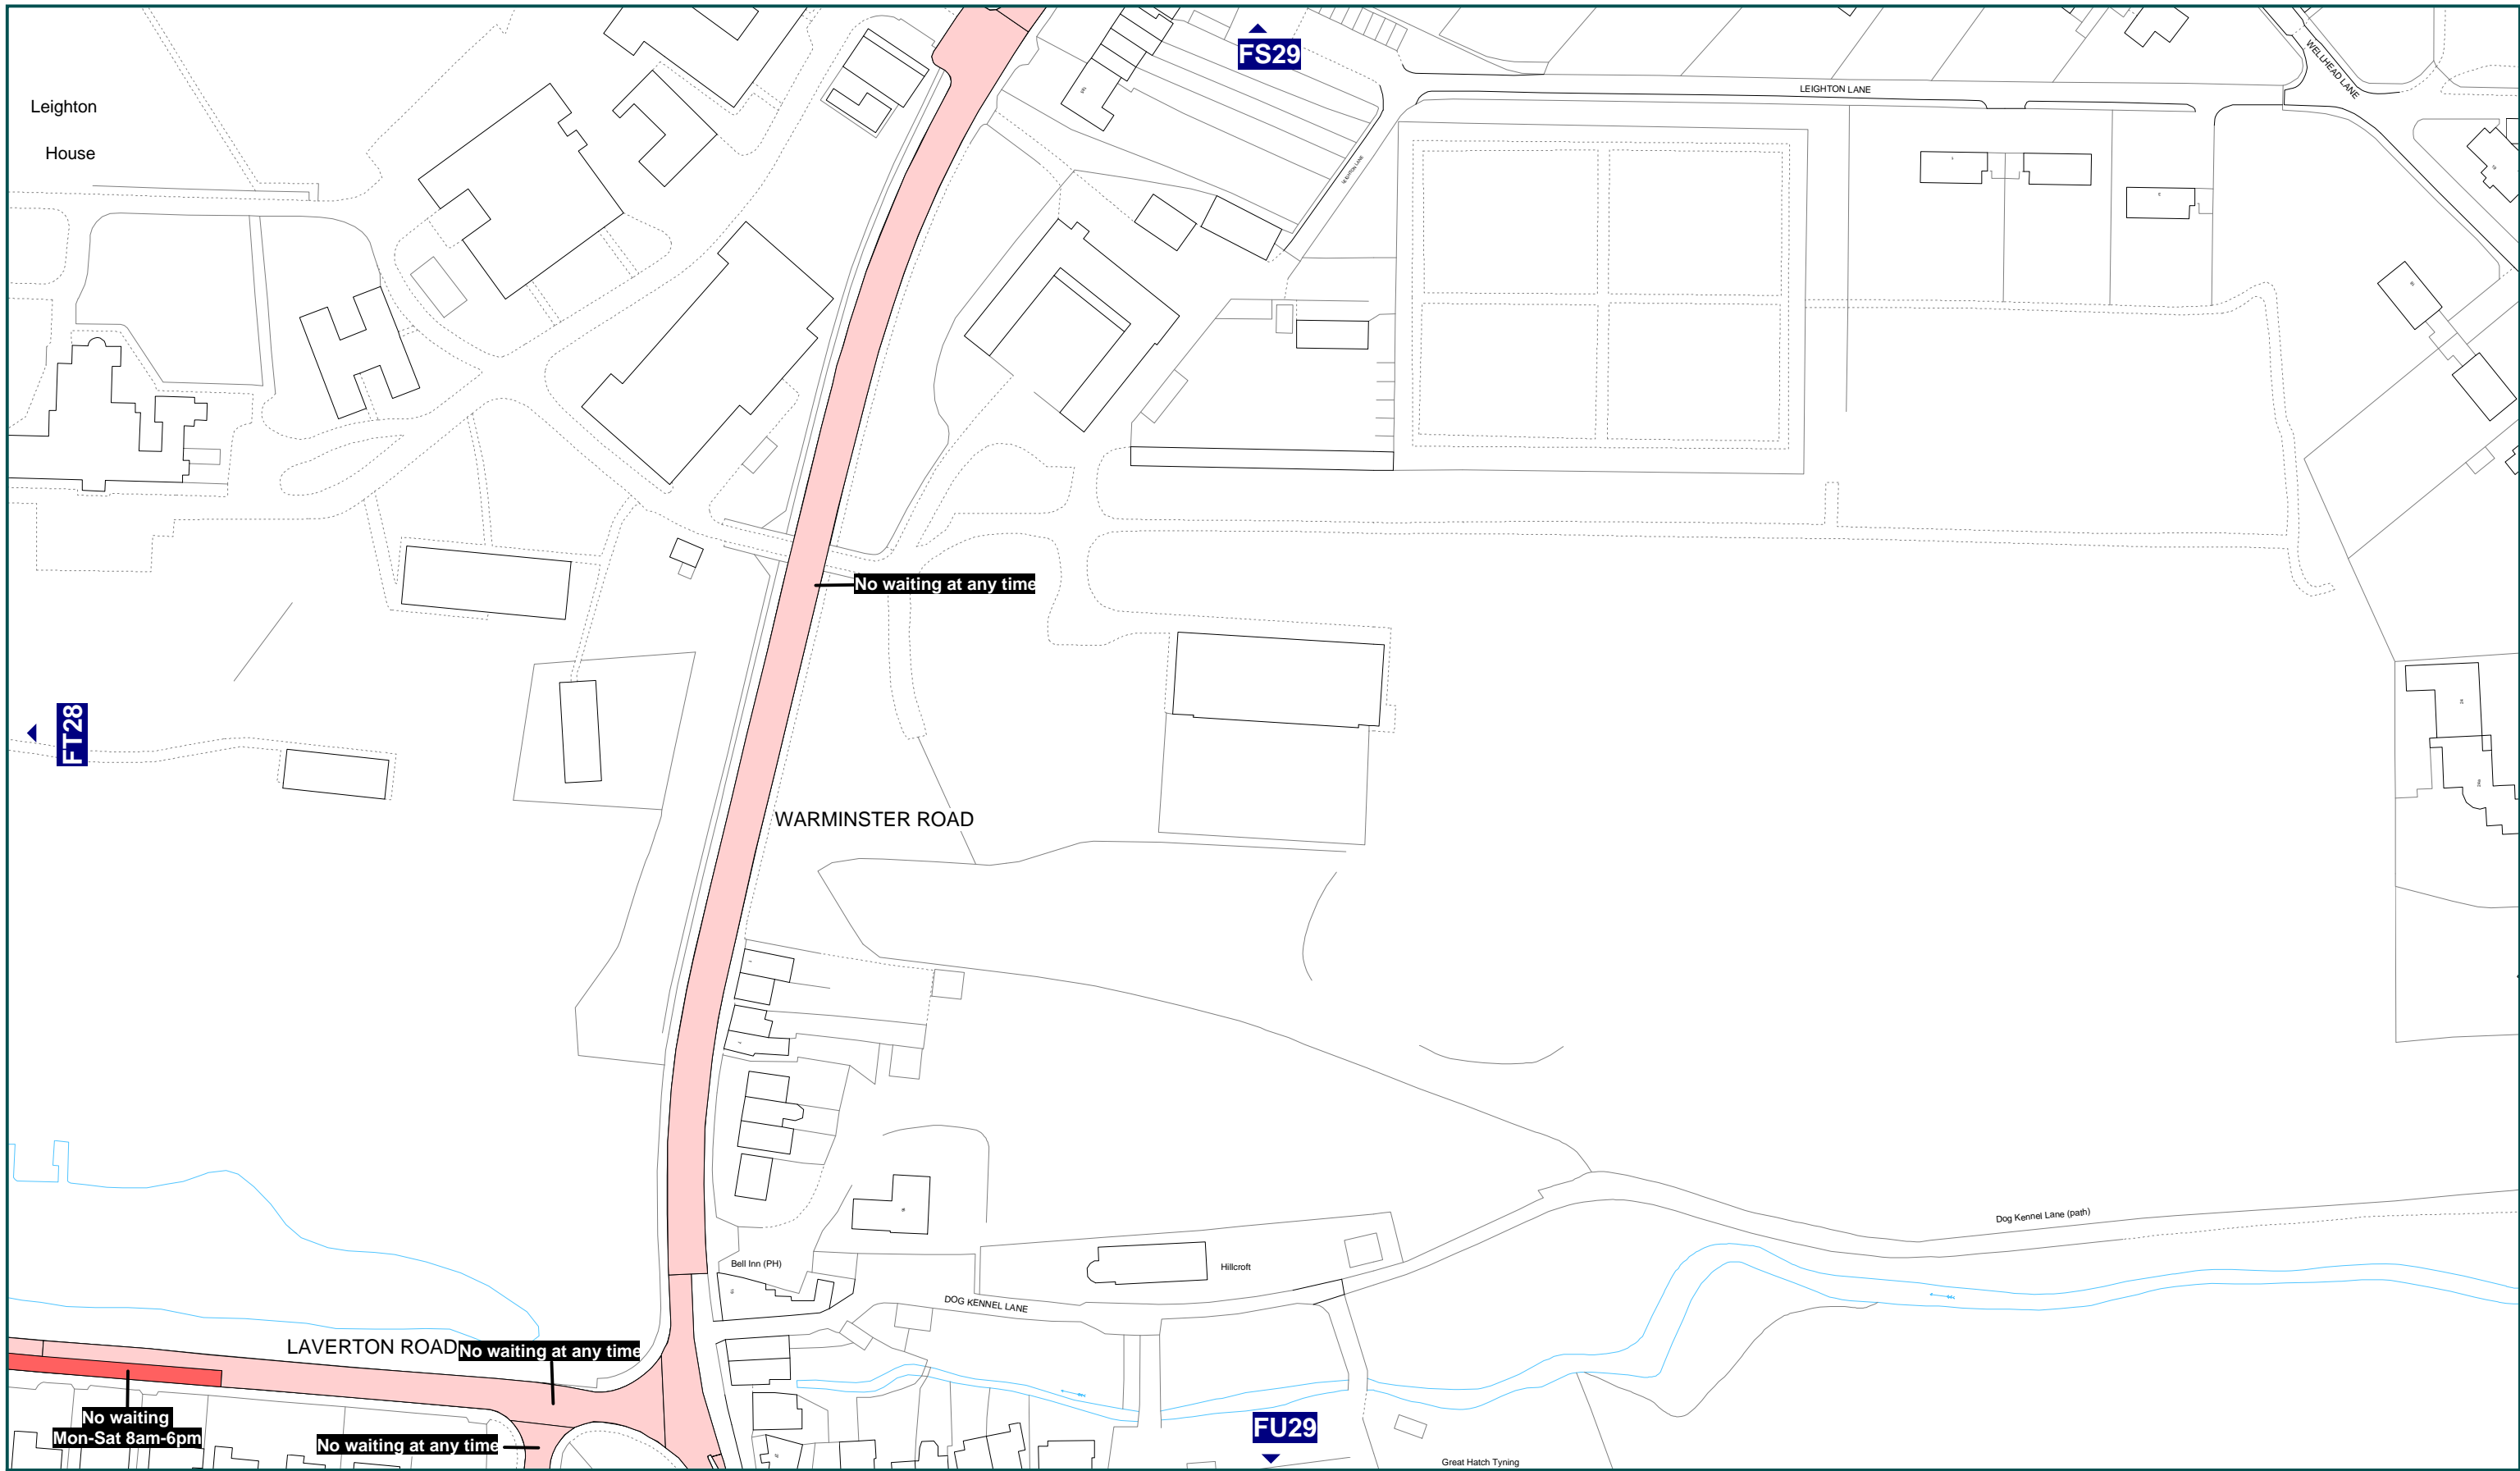 FS29
WELLHEAD LANE
LEIGHTON LANE
Leighton
House
LEIGHTON LANE
No waiting at any time
FT28
WARMINSTER ROAD
Dog Kennel Lane (path)
Bell Inn (PH)
Hillcroft
DOG KENNEL LANE
LAVERTON ROAD
No waiting at any time
No waiting
Mon-Sat 8am-6pm
No waiting at any time
FU29
Great Hatch Tyning